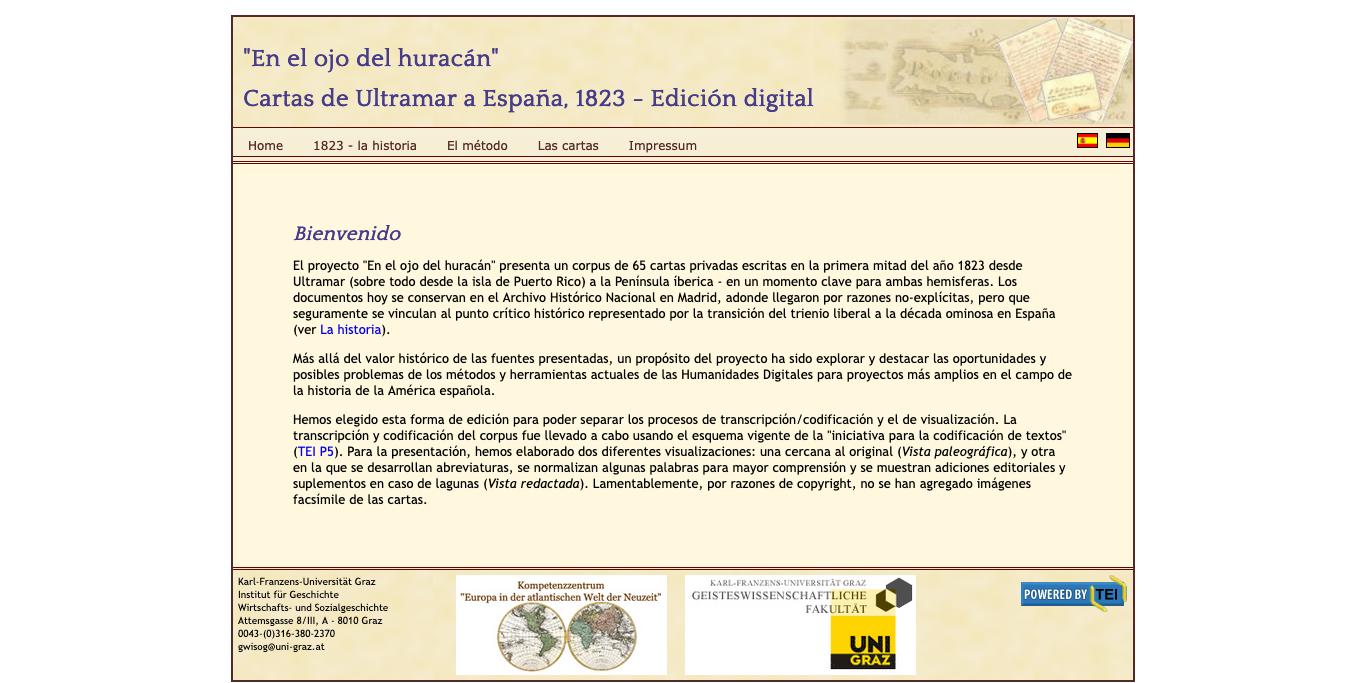 "En el ojo del huracán"
Cartas de Ultramar a España, 1823 – Edición digital
Home
1823 - la historia
El método
Las cartas
Impressum
Bienvenido
El proyecto "En el ojo del huracán" presenta un corpus de 65 cartas privadas escritas en la primera mitad del año 1823 desde
Ultramar (sobre todo desde la isla de Puerto Rico) a la Península íberica - en un momento clave para ambas hemisferas. Los
documentos hoy se conservan en el Archivo Histórico Nacional en Madrid, adonde llegaron por razones no-explícitas, pero que
seguramente se vinculan al punto crítico histórico representado por la transición del trienio liberal a la década ominosa en España
(ver La historia).
Más allá del valor histórico de las fuentes presentadas, un propósito del proyecto ha sido explorar y destacar las oportunidades y
posibles problemas de los métodos y herramientas actuales de las Humanidades Digitales para proyectos más amplios en el campo de
la historia de la América española.
Hemos elegido esta forma de edición para poder separar los procesos de transcripción/codificación y el de visualización. La
transcripción y codificación del corpus fue llevado a cabo usando el esquema vigente de la "iniciativa para la codificación de textos"
(TEI P5). Para la presentación, hemos elaborado dos diferentes visualizaciones: una cercana al original (Vista paleográfica), y otra
en la que se desarrollan abreviaturas, se normalizan algunas palabras para mayor comprensión y se muestran adiciones editoriales y
suplementos en caso de lagunas (Vista redactada). Lamentablemente, por razones de copyright, no se han agregado imágenes
facsímile de las cartas.
Karl-Franzens-Universität Graz
Institut für Geschichte
Wirtschafts- und Sozialgeschichte
Attemsgasse 8/III, A - 8010 Graz
0043-(0)316-380-2370
gwisog@uni-graz.at
Kompetenzzentrum
"Europa in der atlantischen Welt der Neuzeit"
KARL-FRANZENS-UNIVERSITÄT GRAZ
GEISTESWISSENSCHAFTLICHE
FAKULTÄT
UNI
GRAZ
POWERED BY TEI